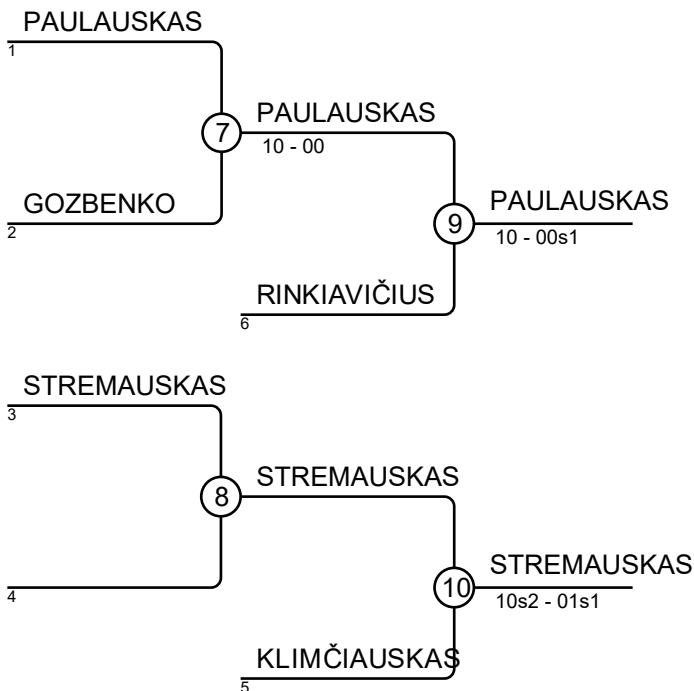 PAULAUSKAS
1
7
PAULAUSKAS
10 - 00
GOZBENKO
2
9
PAULAUSKAS
10 - 00s1
RINKIAVIČIUS
6
STREMAUSKAS
3
8
STREMAUSKAS
4
10
STREMAUSKAS
10s2 - 01s1
KLIMČIAUSKAS
5